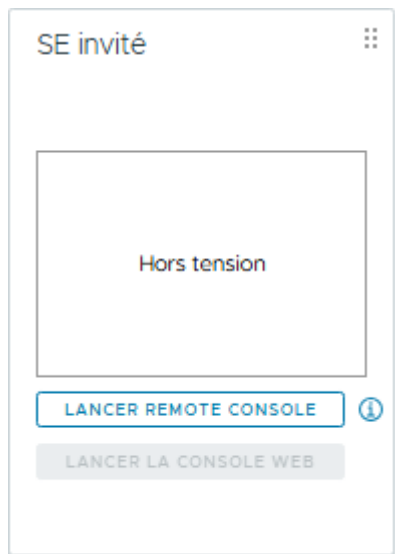 SE invité
Hors tension
LANCER REMOTE CONSOLE
LANCER LA CONSOLE WEB